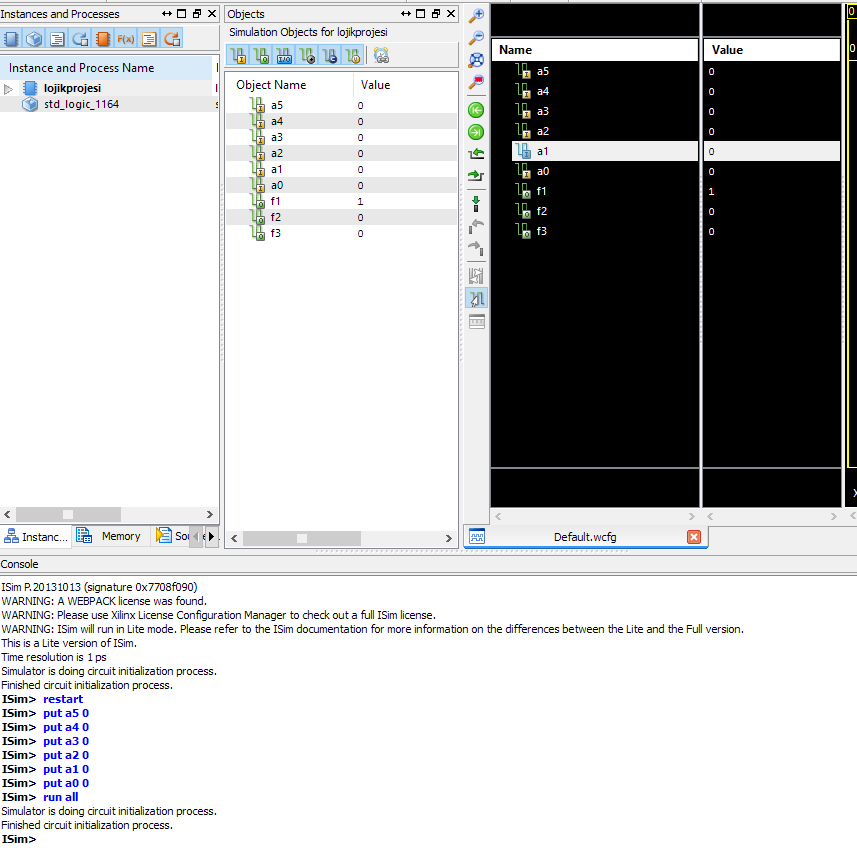 Instances and Processes
Instance and Process Name
lojikprojesi
std_logic_1164
Instanc...
Memory
Objects
Simulation Objects for lojikprojesi
Object Name Value
a5 0
a4 0
a3 0
a2 0
a1 0
a0 0
f1 1
f2 0
f3 0
Name Value
a5 0
a4 0
a3 0
a2 0
a1 0
a0 0
f1 1
f2 0
f3 0
Default.wcfg
Console
ISim P.20131013 (signature 0x7708f090)
WARNING: A WEBPACK license was found.
WARNING: Please use Xilinx License Configuration Manager to check out a full ISim license.
WARNING: ISim will run in Lite mode. Please refer to the ISim documentation for more information on the differences between the Lite and the Full version.
This is a Lite version of ISim.
Time resolution is 1 ps
Simulator is doing circuit initialization process.
Finished circuit initialization process.
ISim> restart
ISim> put a5 0
ISim> put a4 0
ISim> put a3 0
ISim> put a2 0
ISim> put a1 0
ISim> put a0 0
ISim> run all
Simulator is doing circuit initialization process.
Finished circuit initialization process.
ISim>